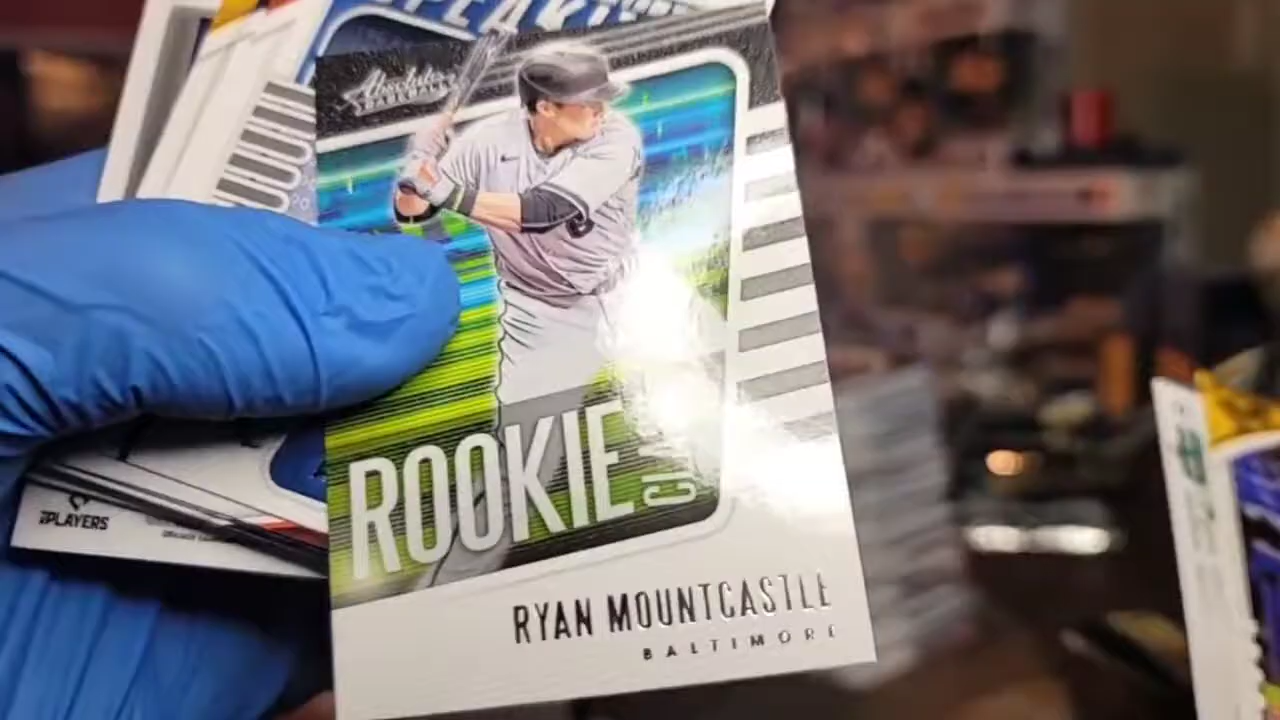 Absolute
BASEBALL
ROOKIE
RYAN MOUNTCASTLE
BALTIMORE
PLAYERS